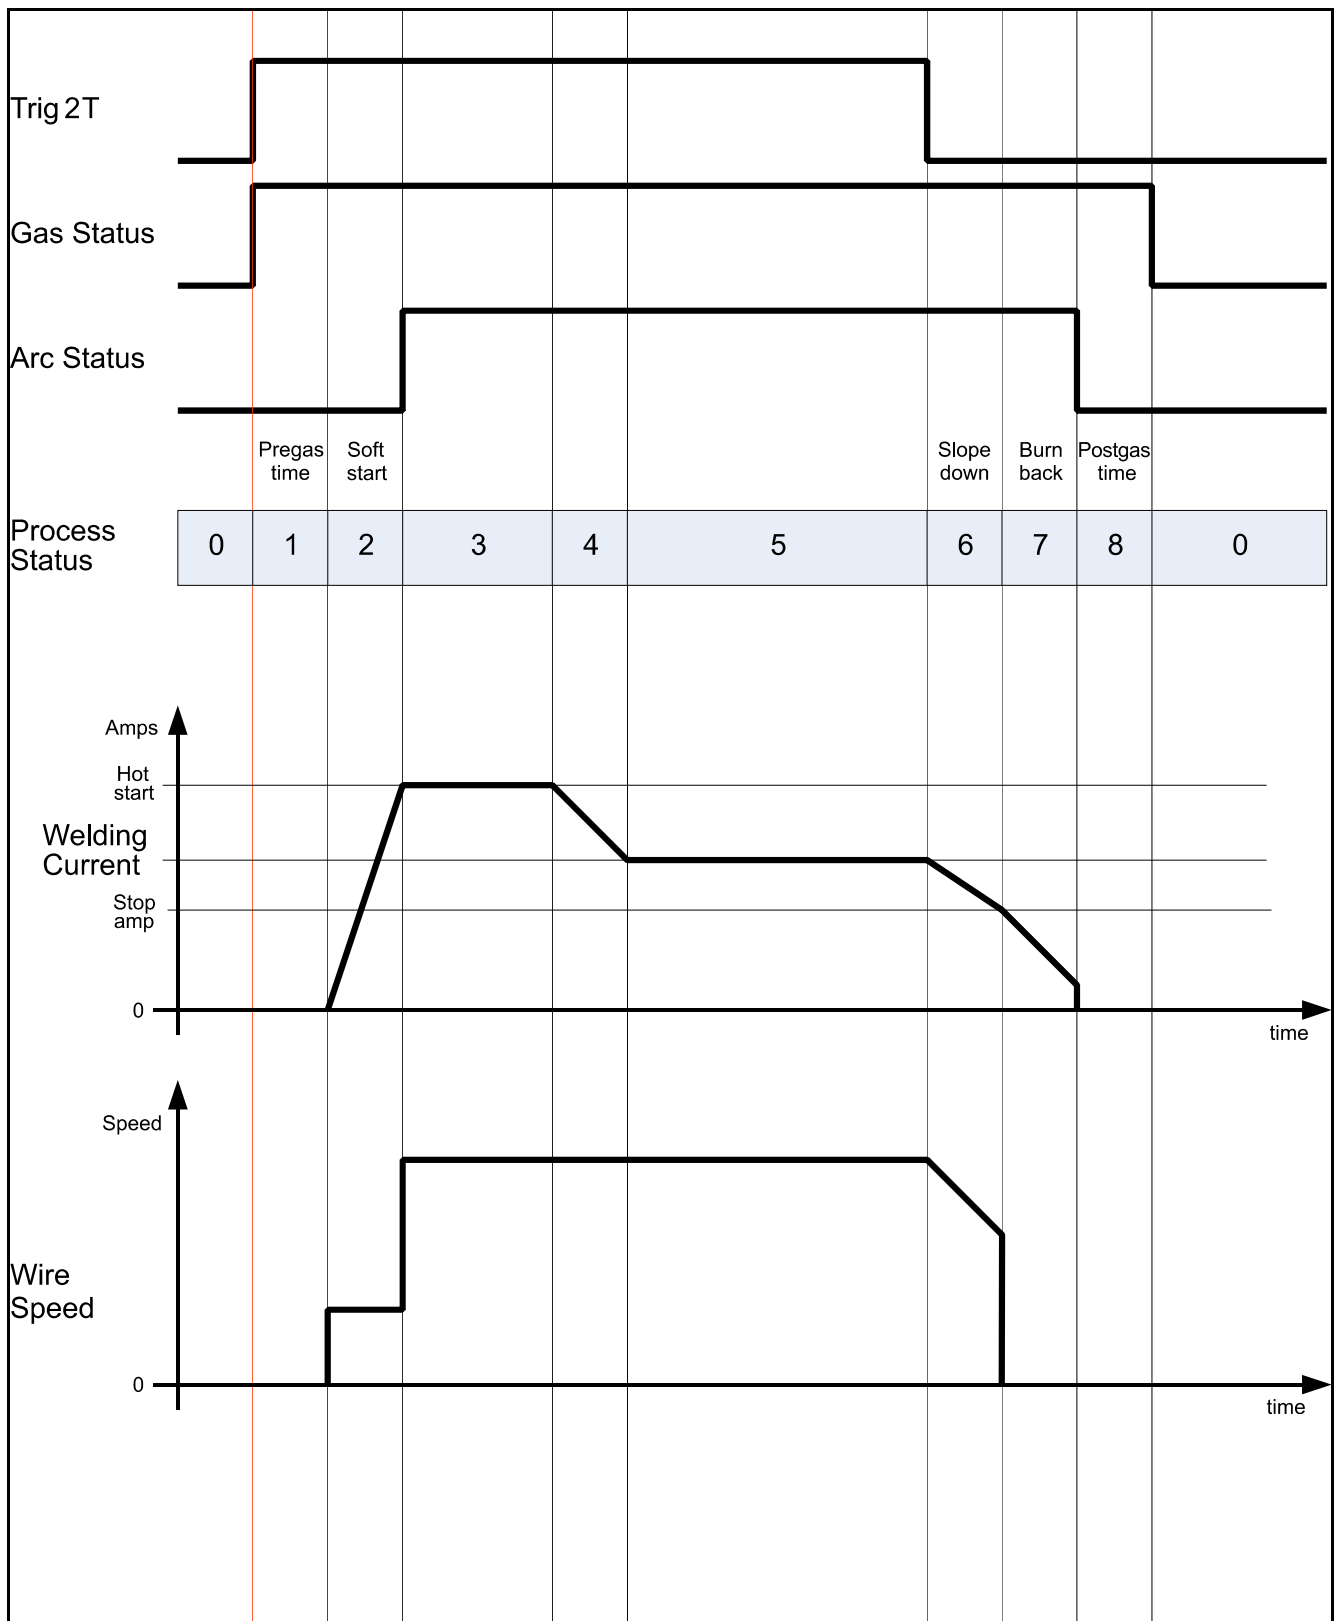 Trig 2T
Gas Status
Arc Status
Pregas
time
Soft
start
Slope
down
Burn
back
Postgas
time
Process
Status
0 1 2 3 4 5 6 7 8 0
Amps
Hot
start
Welding
Current
Stop
amp
0
time
Speed
Wire
Speed
0
time